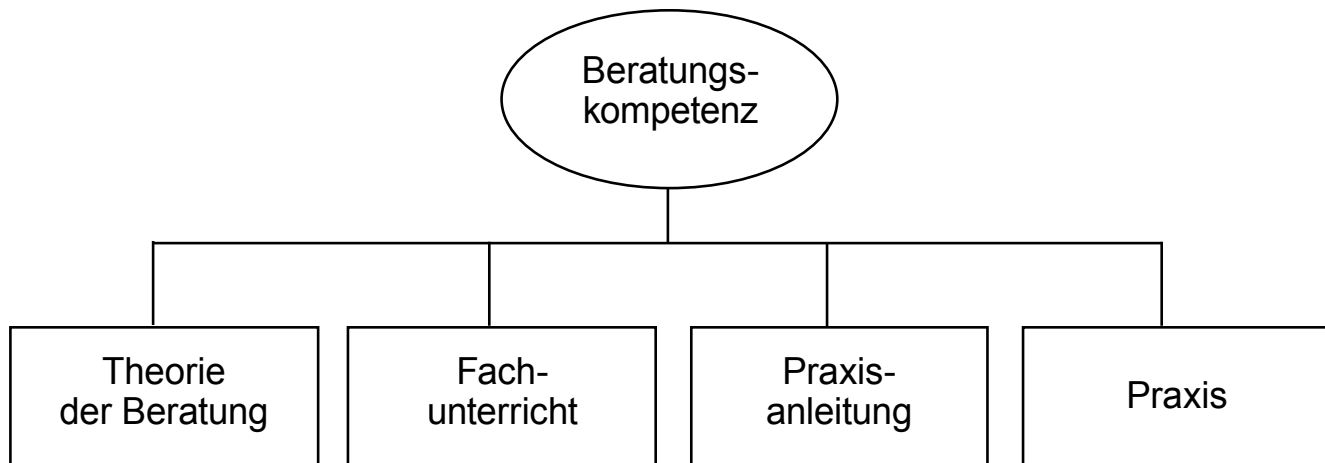 Beratungs-
kompetenz
Theorie
der Beratung
Fach-
unterricht
Praxis-
anleitung
Praxis